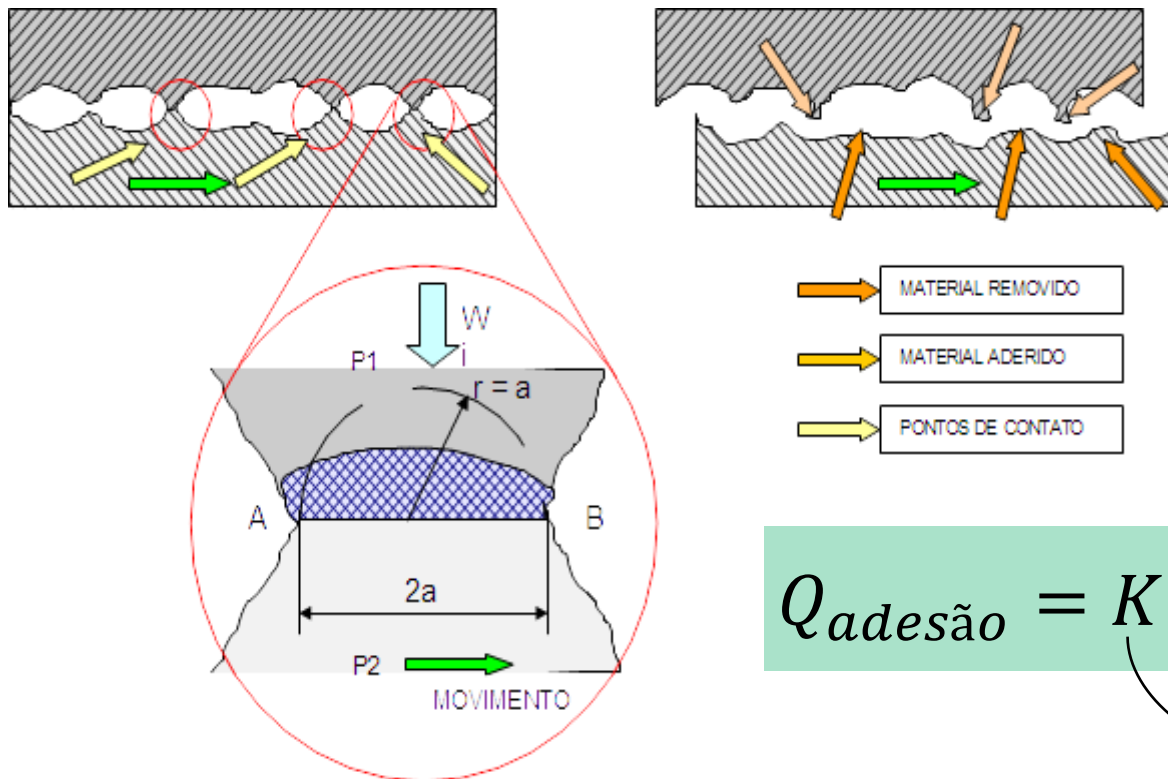 MATERIAL REMOVIDO
MATERIAL ADERIDO
PONTOS DE CONTATO
W
P1
i
r = a
A
B
2a
P2
MOVIMENTO
Q_adesão = K